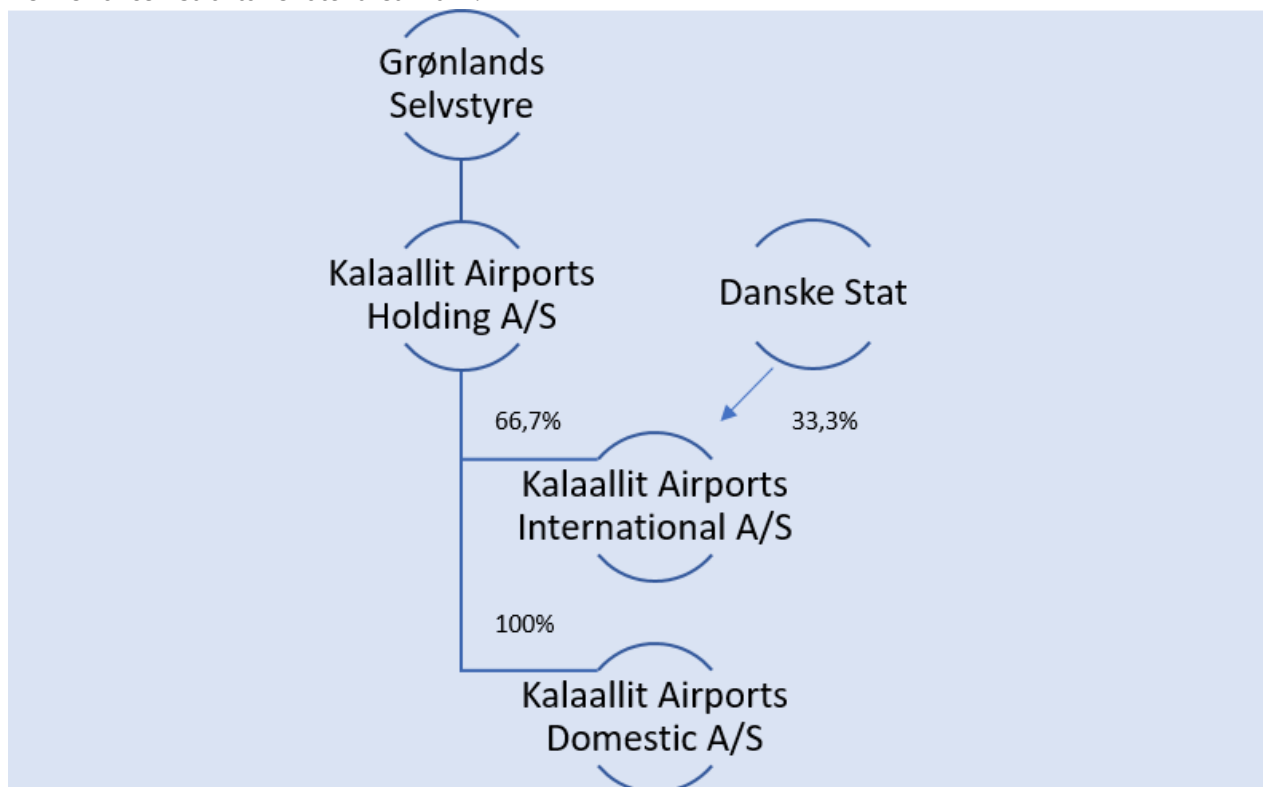 Grønlands
Selvstyre
Kalaallit Airports
Holding A/S
Danske Stat
66,7%
33,3%
Kalaallit Airports
International A/S
100%
Kalaallit Airports
Domestic A/S